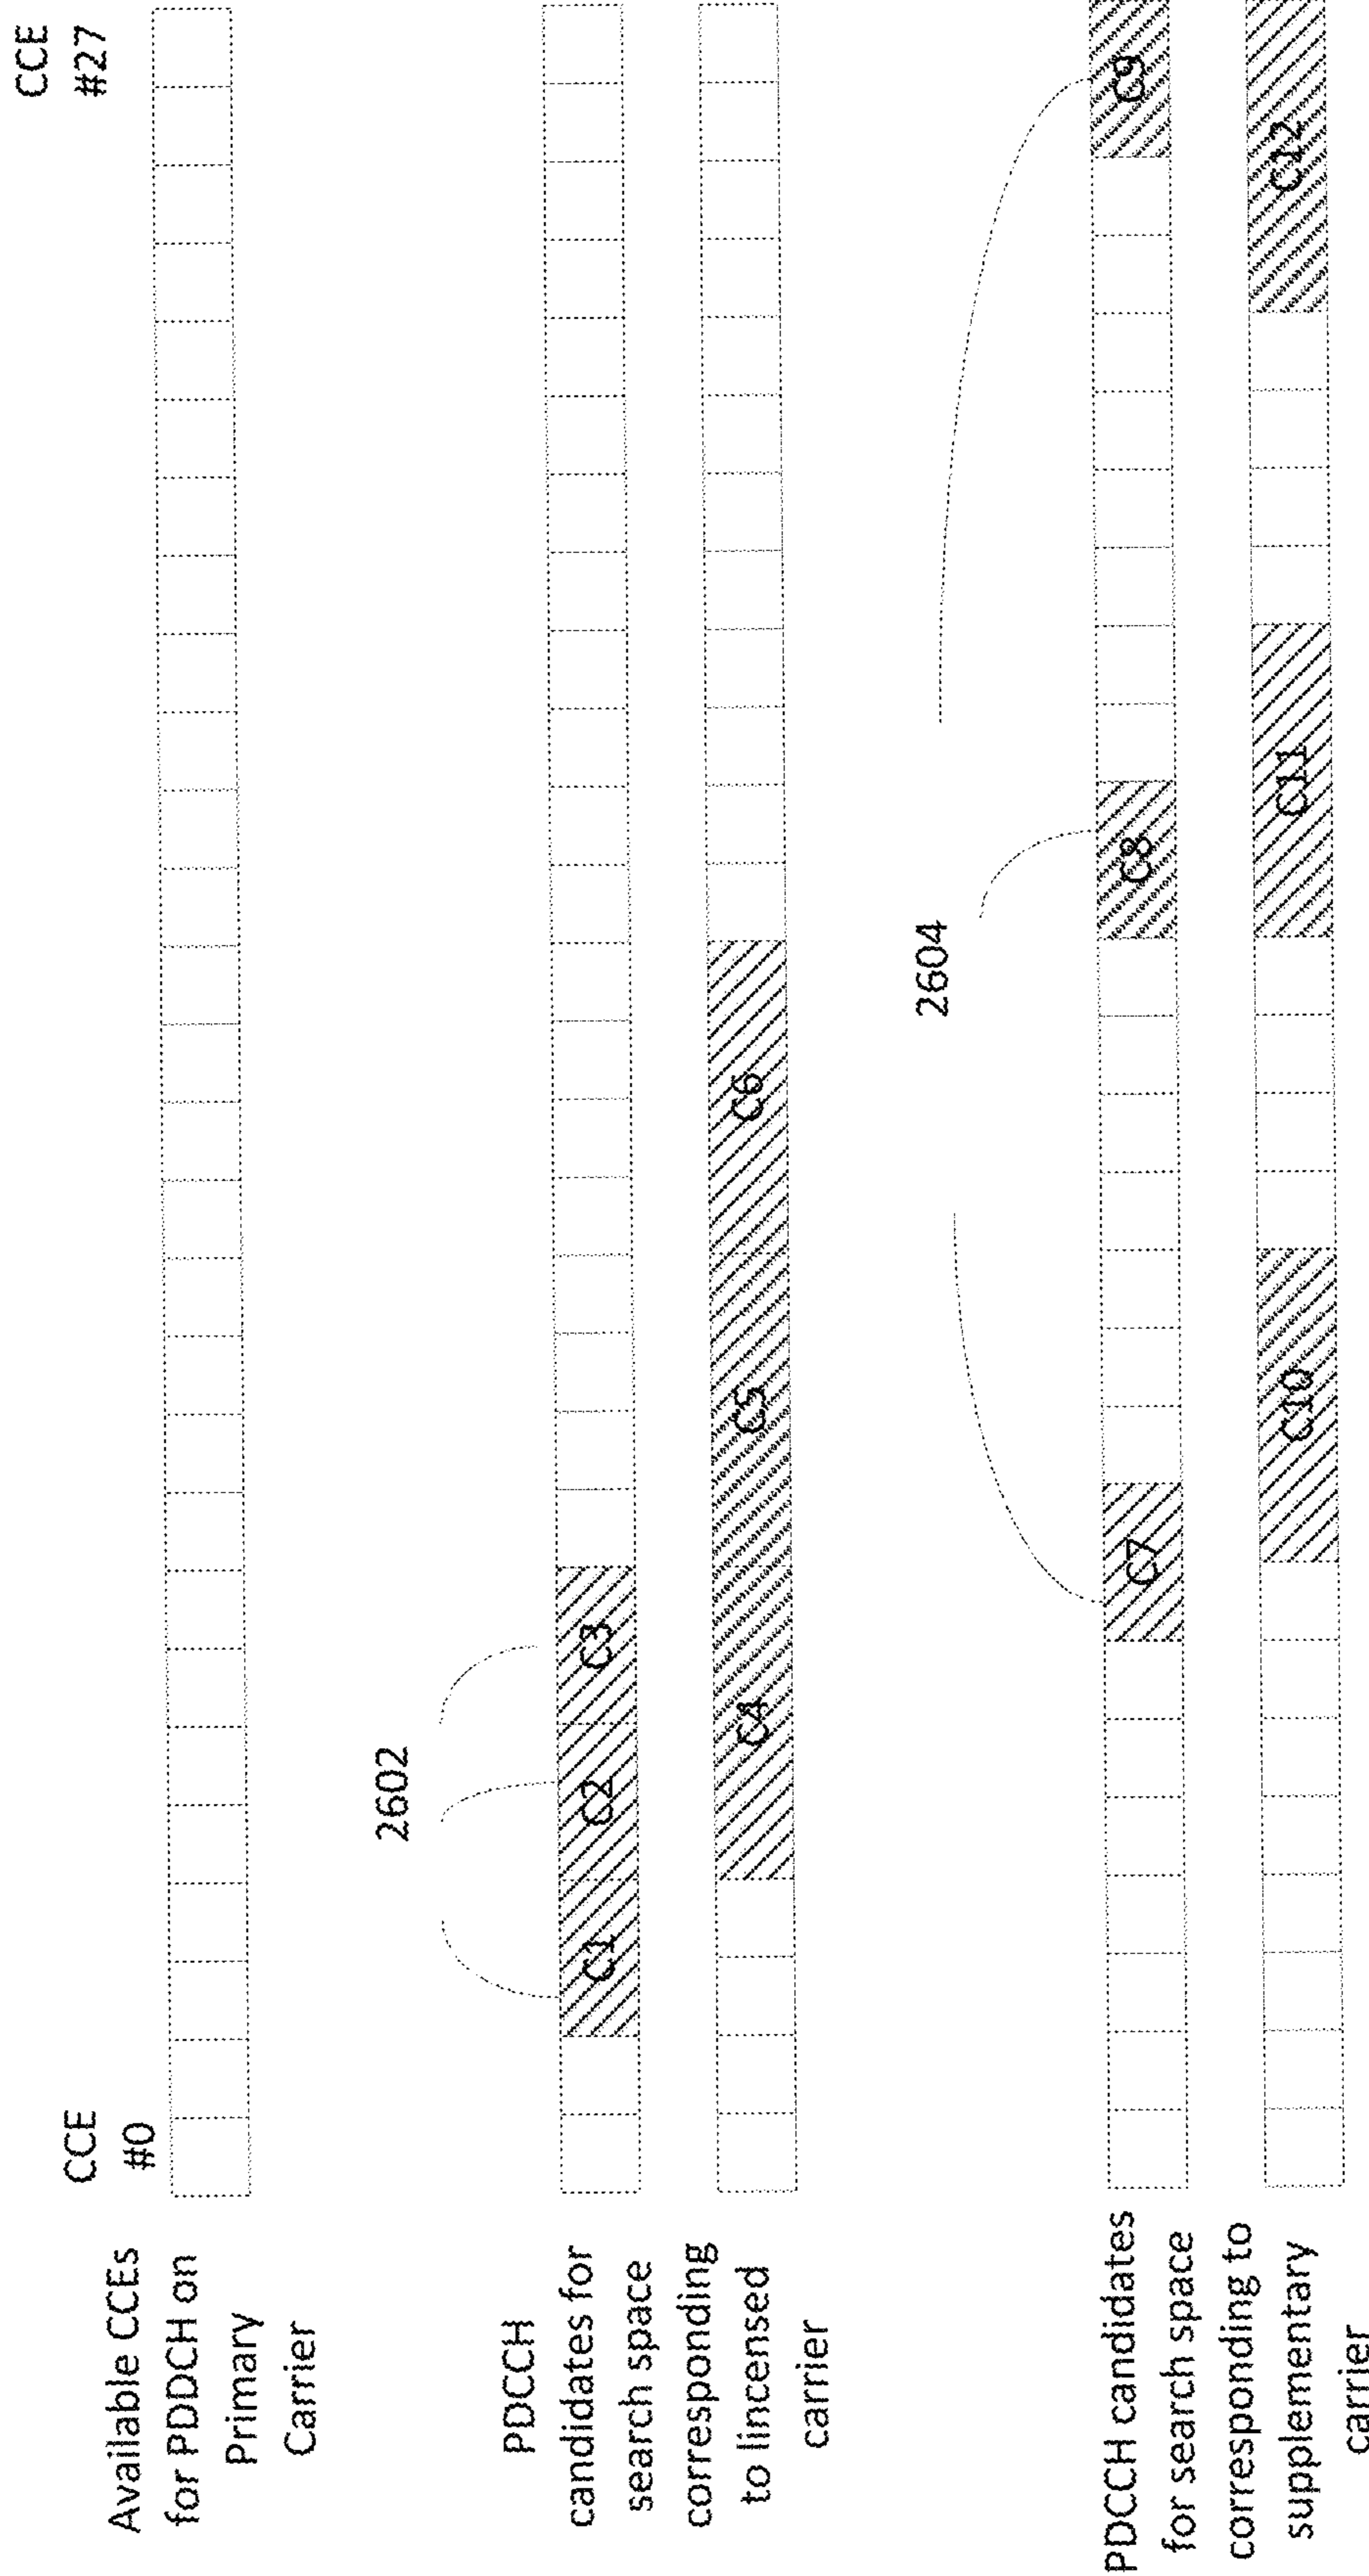 CCE
#0
CCE
#27
Available CCEs
for PDDCH on
Primary
Carrier
2602
PDCCH
candidates for
search space
corresponding
to lincensed
carrier
C1
C2
C3
C4
C5
C6
2604
PDCCH candidates
for search space
corresponding to
supplementary
carrier
C7
C8
C9
C10
C11
C12